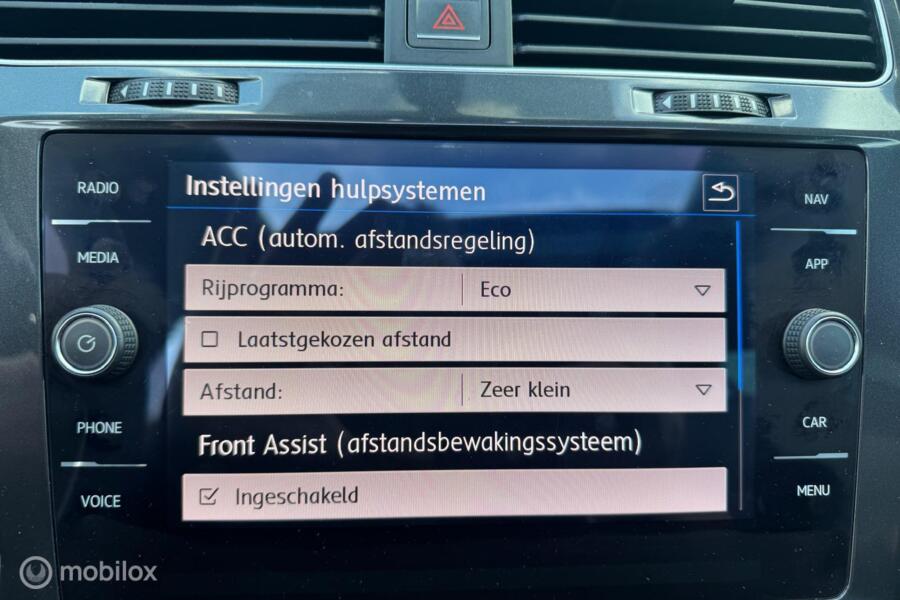 RADIO
MEDIA
PHONE
VOICE
Instellingen hulpsystemen
ACC (autom. afstandsregeling)
Rijprogramma: Eco
Laatstgekozen afstand
Afstand: Zeer klein
Front Assist (afstandsbewakingssysteem)
Ingeschakeld
NAV
APP
CAR
MENU
mobilox